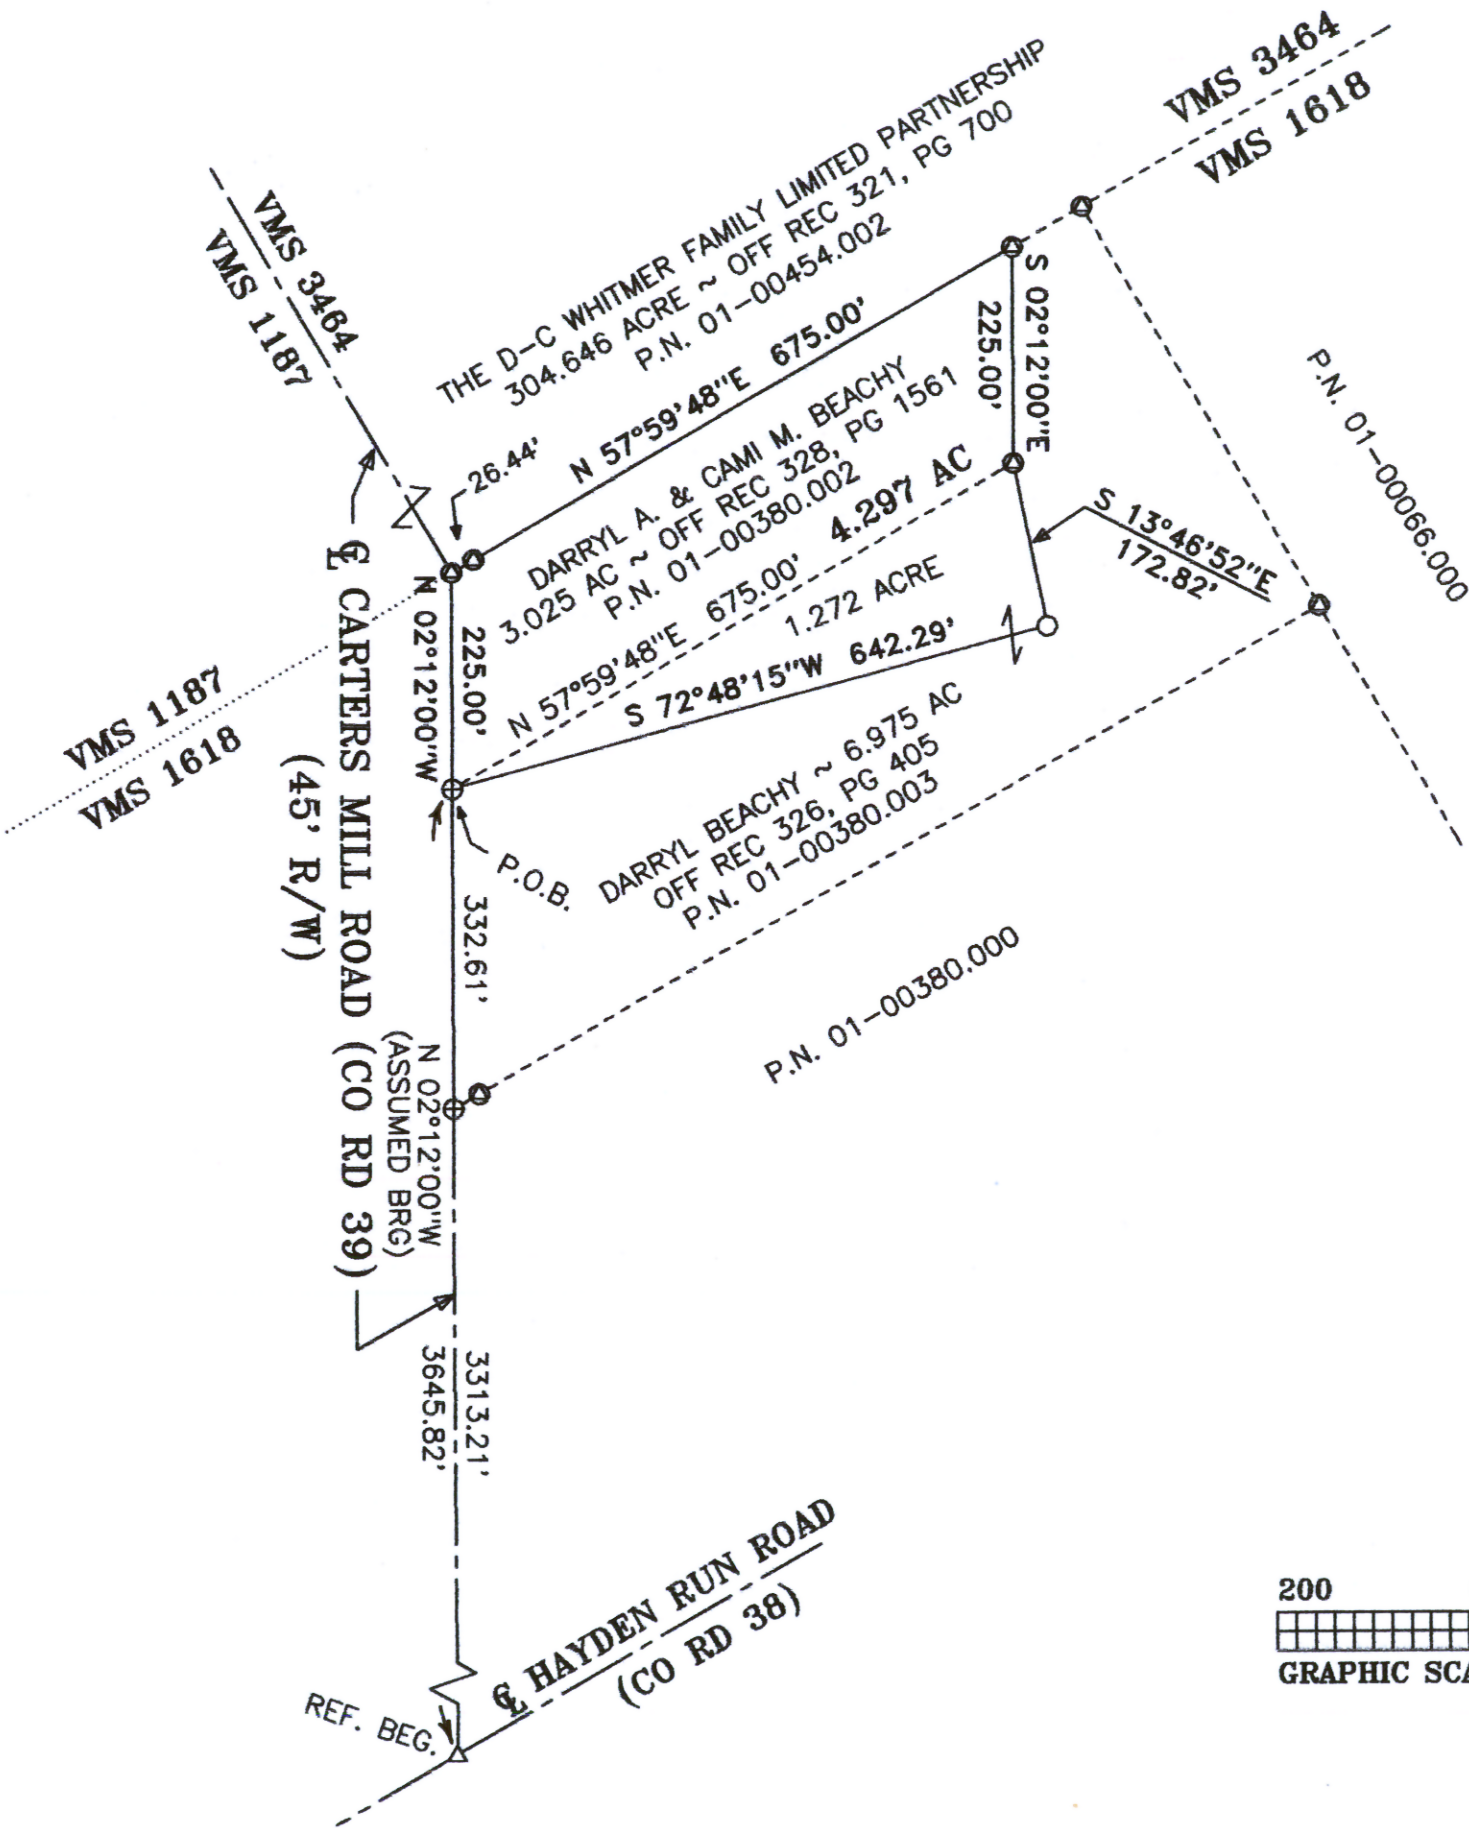 VMS 3464
VMS 1618
THE D-C WHITMER FAMILY LIMITED PARTNERSHIP
304.646 ACRE ~ OFF REC 321, PG 700
P.N. 01-00454.002
VMS 3464
VMS 1187
N 57°59'48"E 675.00'
26.44'
S 02°12'00"E
225.00'
P.N. 01-00066.000
DARRYL A. & CAMI M. BEACHY
3.025 AC ~ OFF REC 328, PG 1561
P.N. 01-00380.002
4.297 AC
N 57°59'48"E 675.00'
1.272 ACRE
S 13°46'52"E
172.82'
S 72°48'15"W 642.29'
225.00'
N 02°12'00"W
VMS 1187
VMS 1618
DARRYL BEACHY ~ 6.975 AC
OFF REC 326, PG 405
P.N. 01-00380.003
P.O.B.
332.61'
℄ CARTERS MILL ROAD (CO RD 39)
(45' R/W)
P.N. 01-00380.000
N 02°12'00"W
(ASSUMED BRG)
3313.21'
3645.82'
℄ HAYDEN RUN ROAD
(CO RD 38)
REF. BEG.
200
GRAPHIC SCA